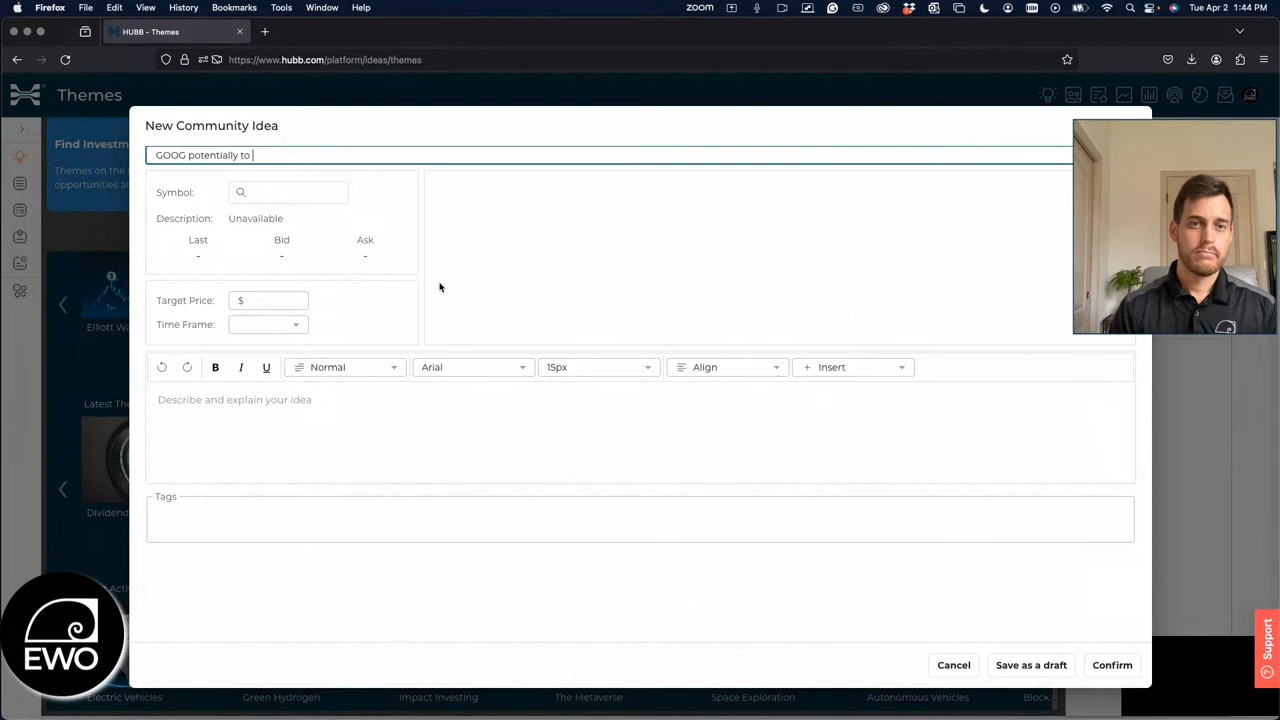 Firefox File Edit View History Bookmarks Tools Window Help
zoom
Tue Apr 2 1:44 PM
HUBB - Themes
https://www.hubb.com/platform/ideas/themes
Themes
Find Investm
Themes on the
opportunities a
New Community Idea
GOOG potentially to
Symbol:
Description: Unavailable
Last Bid Ask
- - -
Target Price: $
Time Frame:
B I U Normal Arial 15px Align Insert
Describe and explain your idea
Tags
Elliott Wa
Latest The
Dividend
Acti
Cancel Save as a draft Confirm
Electric Vehicles Green Hydrogen Impact Investing The Metaverse Space Exploration Autonomous Vehicles Block
EWO
Support